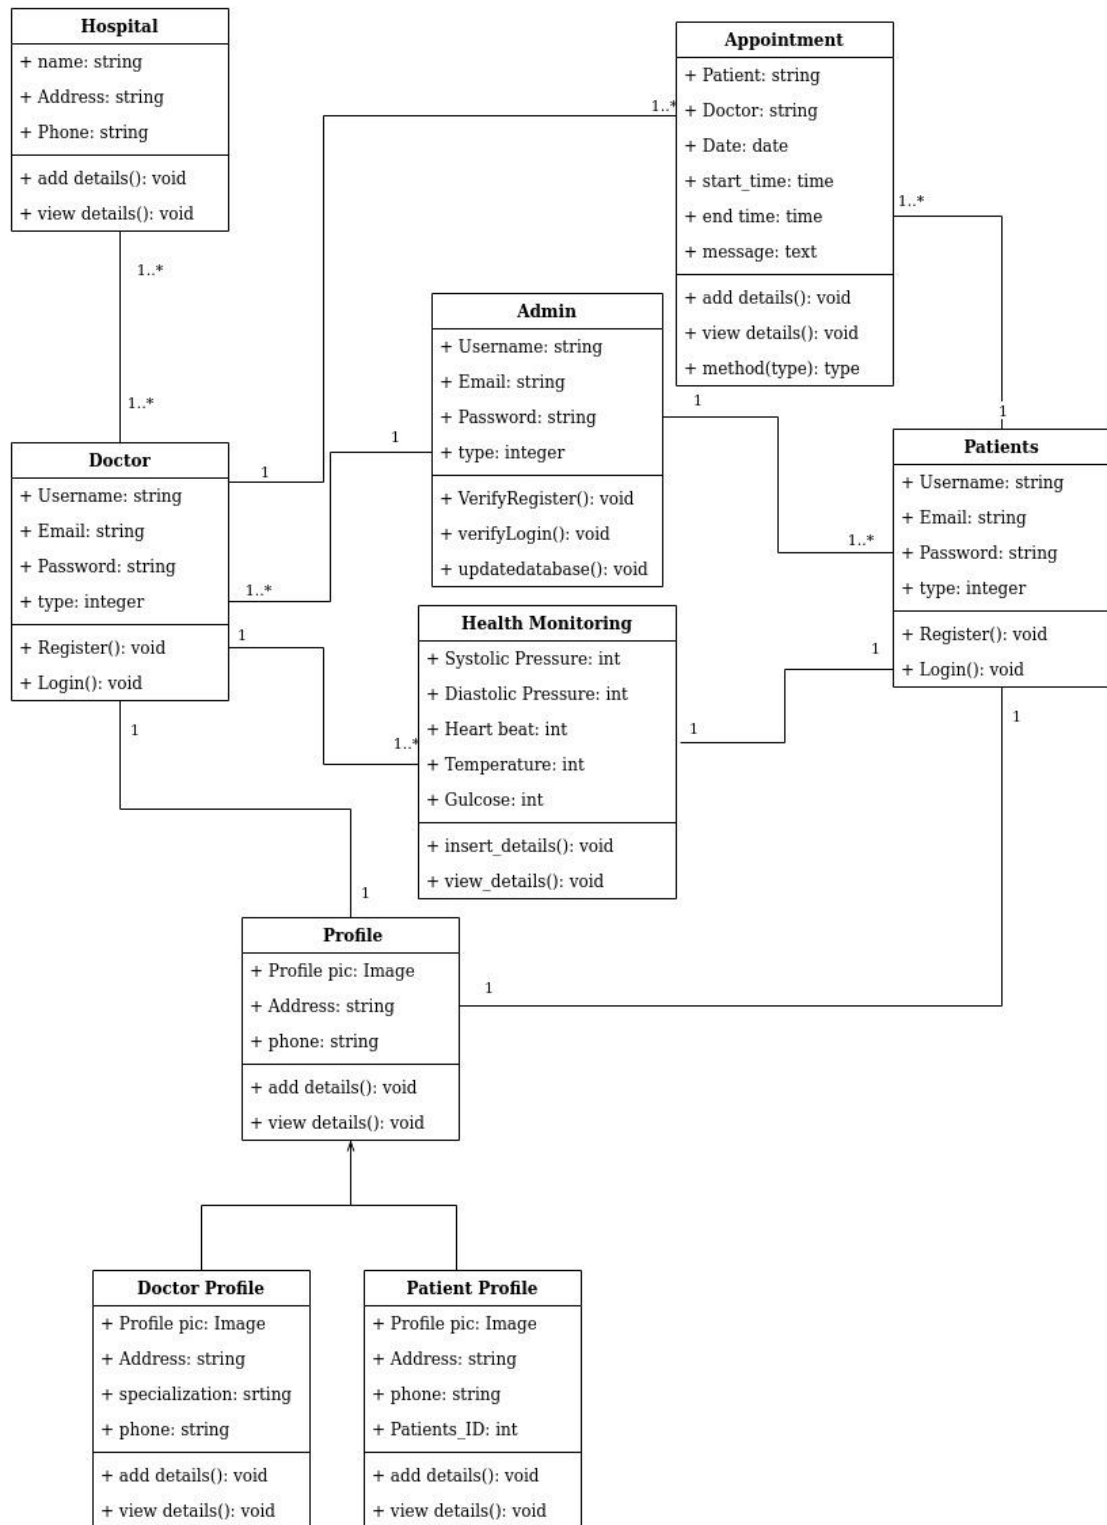 Hospital
+ name: string
+ Address: string
+ Phone: string
+ add details(): void
+ view details(): void
1..*
1..*
Appointment
+ Patient: string
+ Doctor: string
+ Date: date
+ start_time: time
+ end time: time
+ message: text
+ add details(): void
+ view details(): void
+ method(type): type
1..*
1..*
1
Admin
+ Username: string
+ Email: string
+ Password: string
+ type: integer
+ VerifyRegister(): void
+ verifyLogin(): void
+ updatedatabase(): void
1
1
1..*
Doctor
+ Username: string
+ Email: string
+ Password: string
+ type: integer
+ Register(): void
+ Login(): void
1
1..*
1
1
Patients
+ Username: string
+ Email: string
+ Password: string
+ type: integer
+ Register(): void
+ Login(): void
1
1
Health Monitoring
+ Systolic Pressure: int
+ Diastolic Pressure: int
+ Heart beat: int
+ Temperature: int
+ Gulcose: int
+ insert_details(): void
+ view_details(): void
1..*
1
Profile
+ Profile pic: Image
+ Address: string
+ phone: string
+ add details(): void
+ view details(): void
1
1
Doctor Profile
+ Profile pic: Image
+ Address: string
+ specialization: srting
+ phone: string
+ add details(): void
+ view details(): void
Patient Profile
+ Profile pic: Image
+ Address: string
+ phone: string
+ Patients_ID: int
+ add details(): void
+ view details(): void